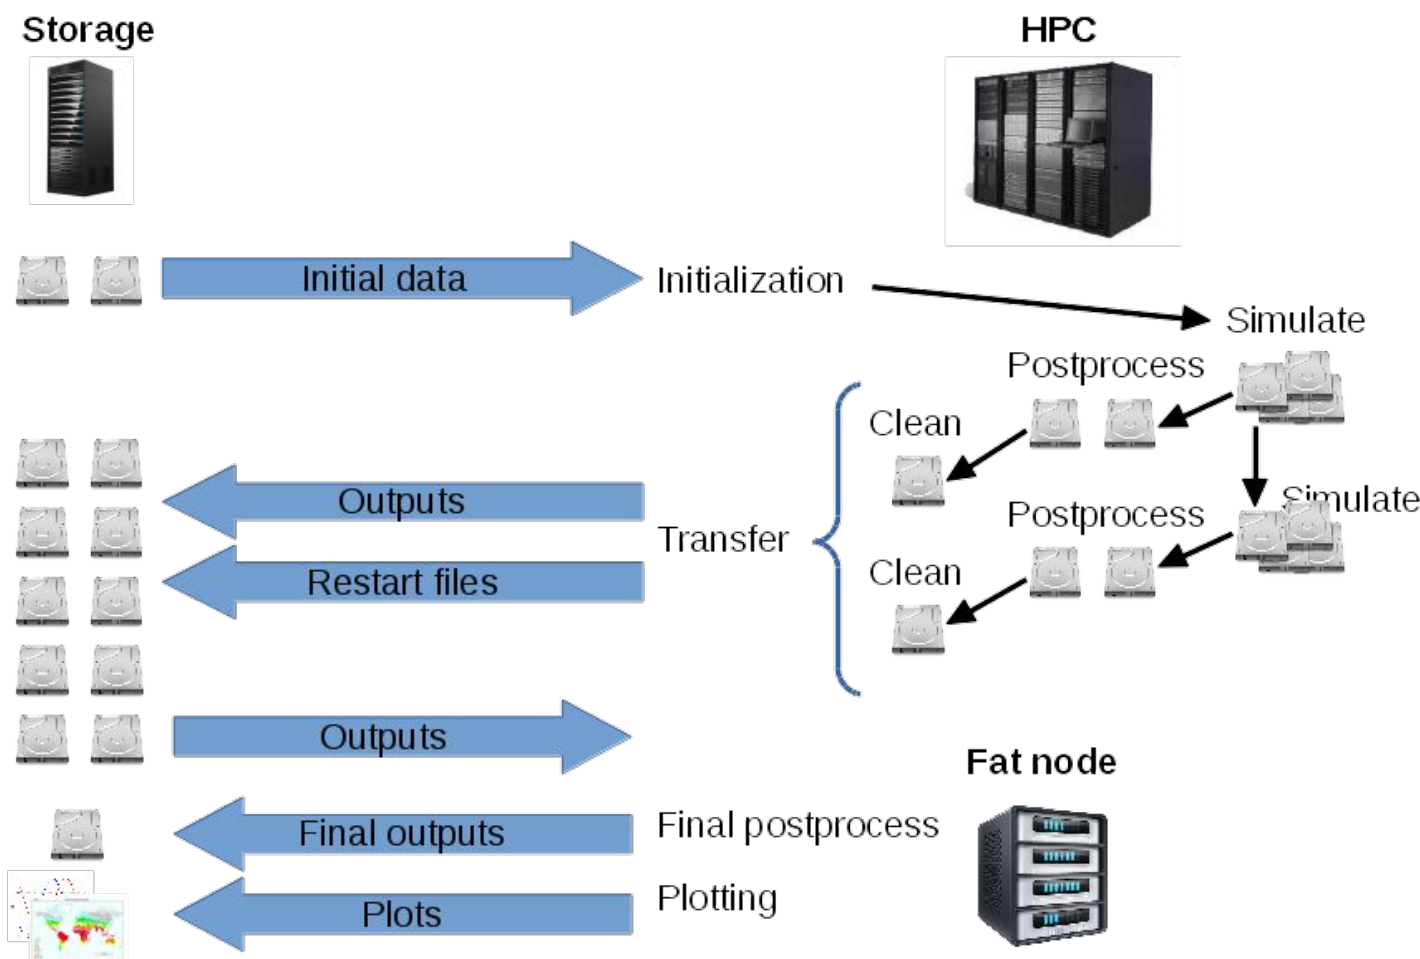 Storage
HPC
Initial data
Initialization
Simulate
Postprocess
Clean
Outputs
Simulate
Postprocess
Transfer
Restart files
Clean
Outputs
Fat node
Final outputs
Final postprocess
Plots
Plotting